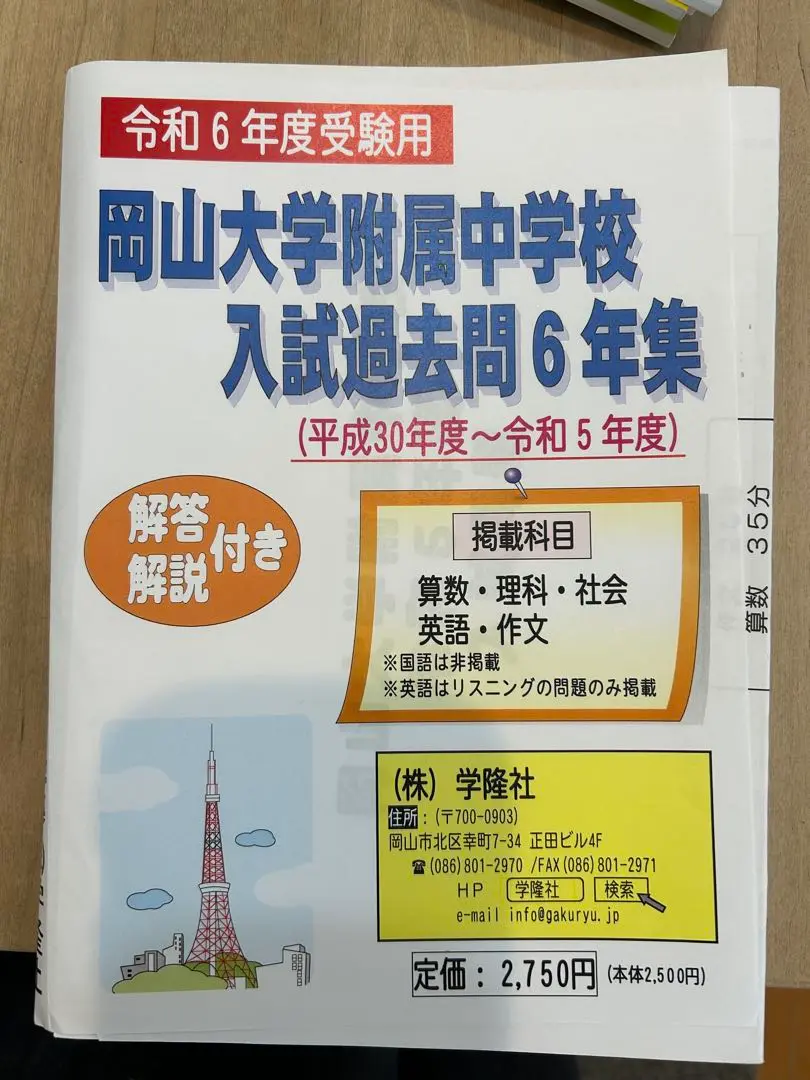 令和6年度受験用
岡山大学附属中学校
入試過去問6年集
(平成30年度～令和5年度)
解答
解説
付き
掲載科目
算数・理科・社会
英語・作文
※国語は非掲載
※英語はリスニングの問題のみ掲載
(株) 学隆社
住所：(〒700-0903)
岡山市北区幸町7-34 正田ビル4F
☎(086)801-2970 /FAX(086)801-2971
HP 学隆社 検索
e-mail info@gakuryu.jp
定価：2,750円 (本体2,500円)
算数 35分